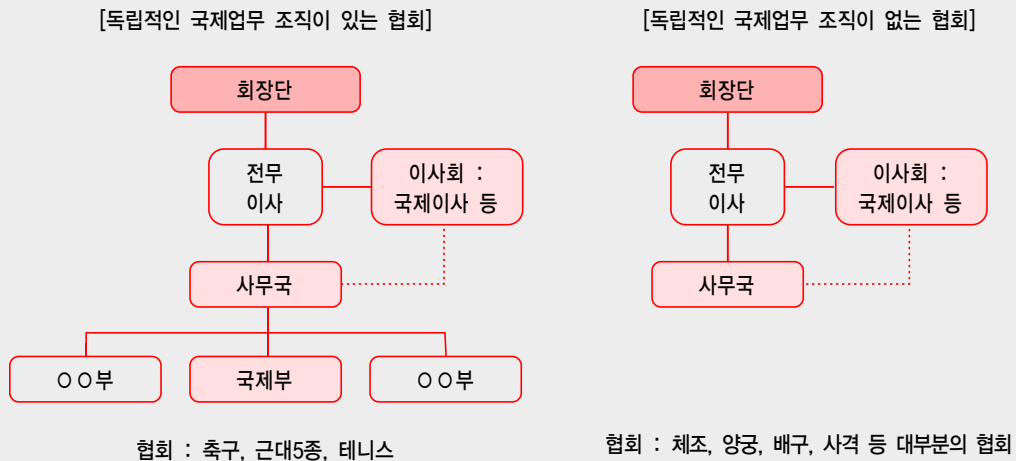 [독립적인 국제업무 조직이 있는 협회]
회장단
전무
이사
이사회 :
국제이사 등
사무국
○○부
국제부
○○부
협회 : 축구, 근대5종, 테니스
[독립적인 국제업무 조직이 없는 협회]
회장단
전무
이사
이사회 :
국제이사 등
사무국
협회 : 체조, 양궁, 배구, 사격 등 대부분의 협회